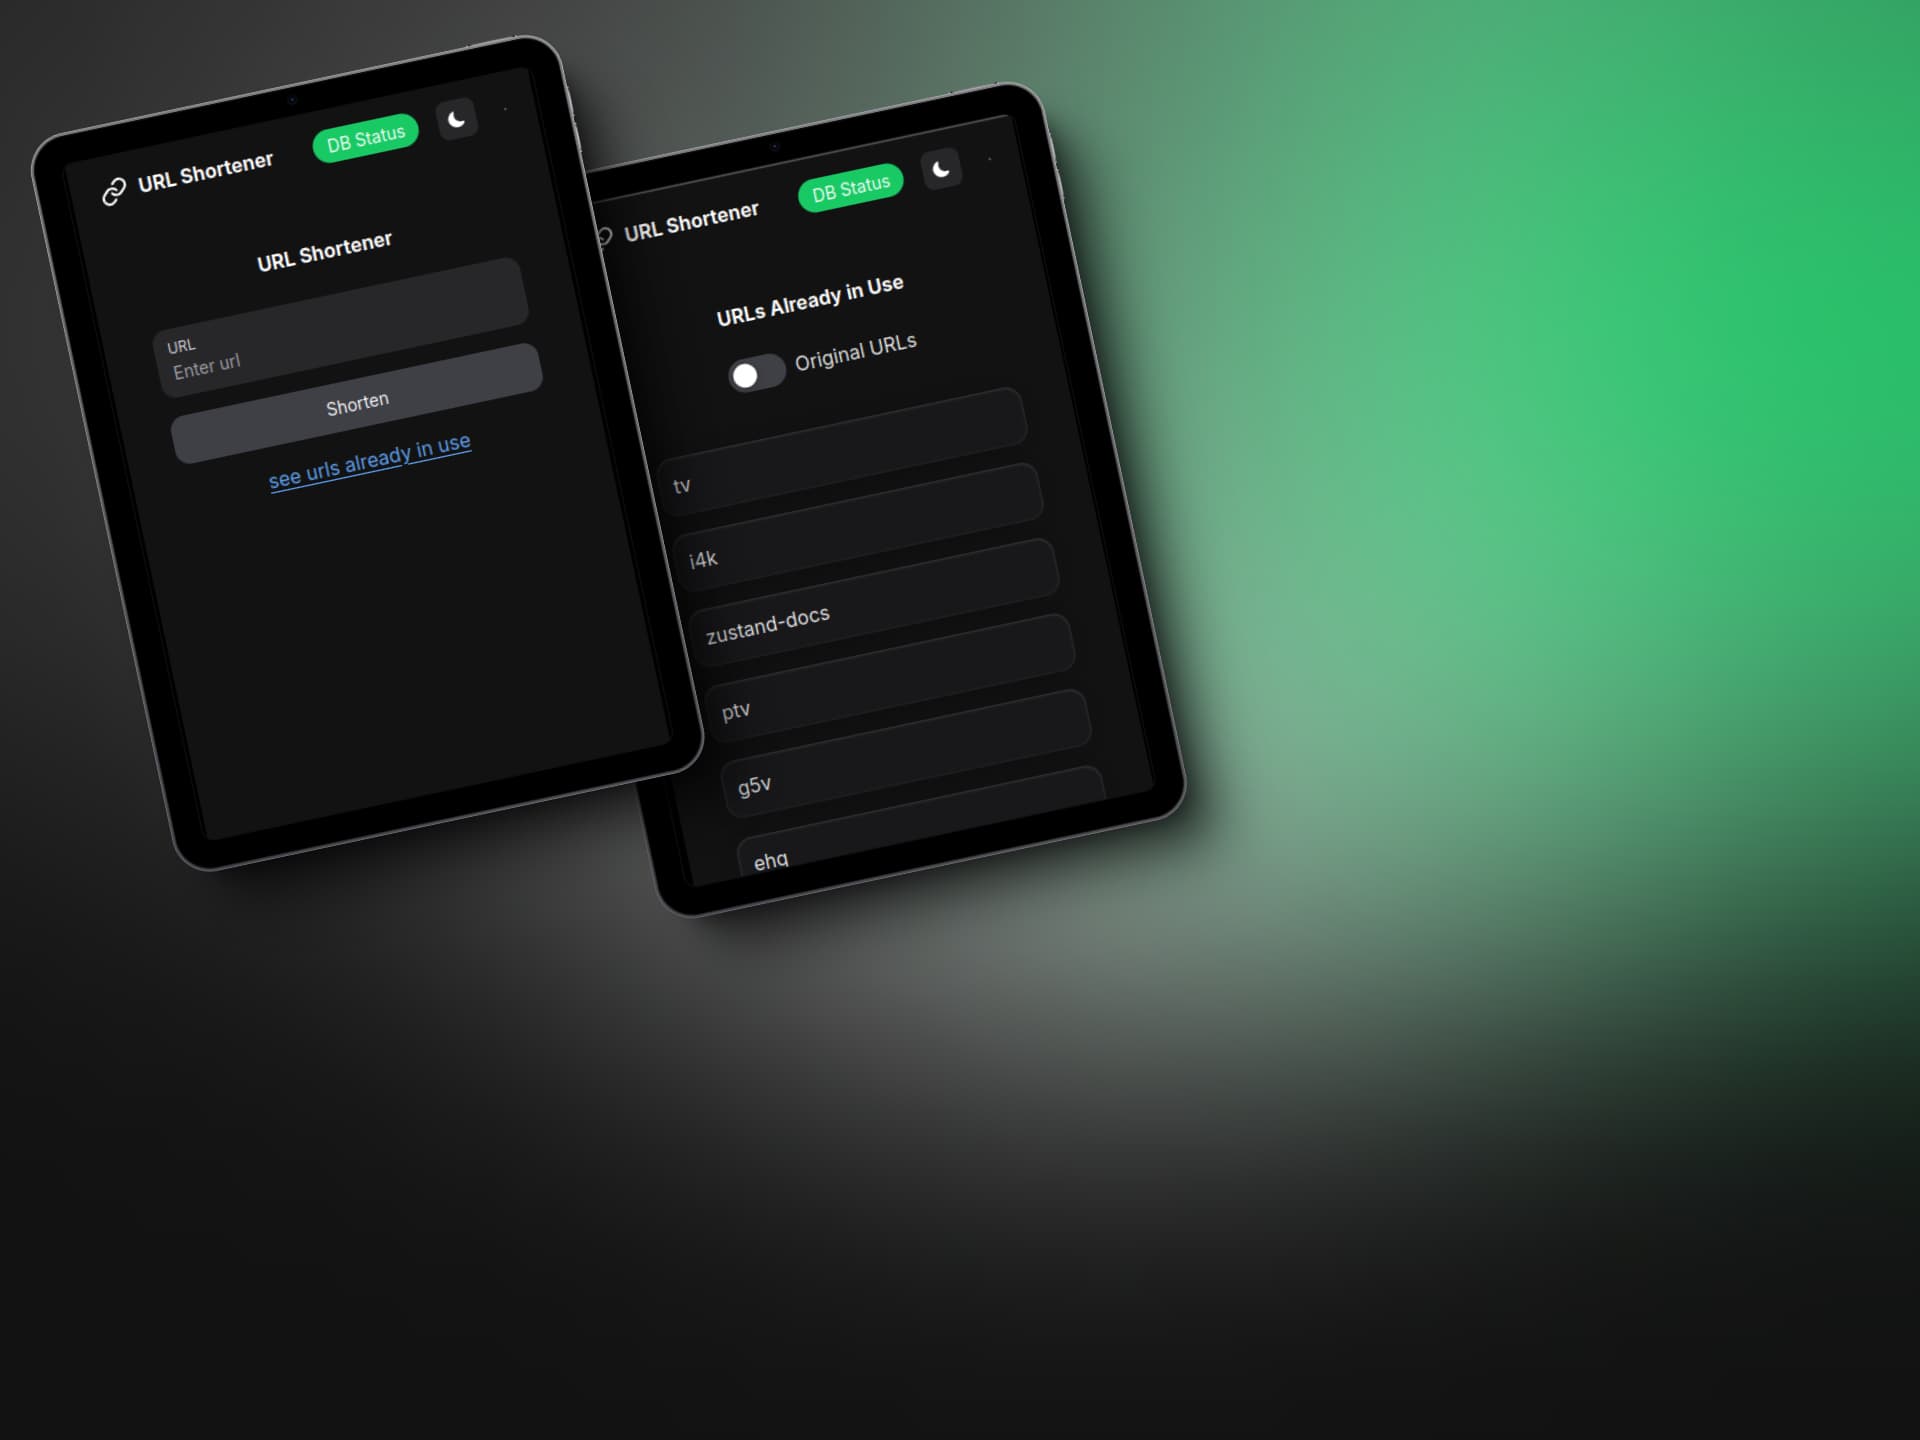 URL Shortener
DB Status
URL Shortener
URL
Enter url
Shorten
see urls already in use
URL Shortener
DB Status
URLs Already in Use
Original URLs
tv
i4k
zustand-docs
ptv
g5v
ehq